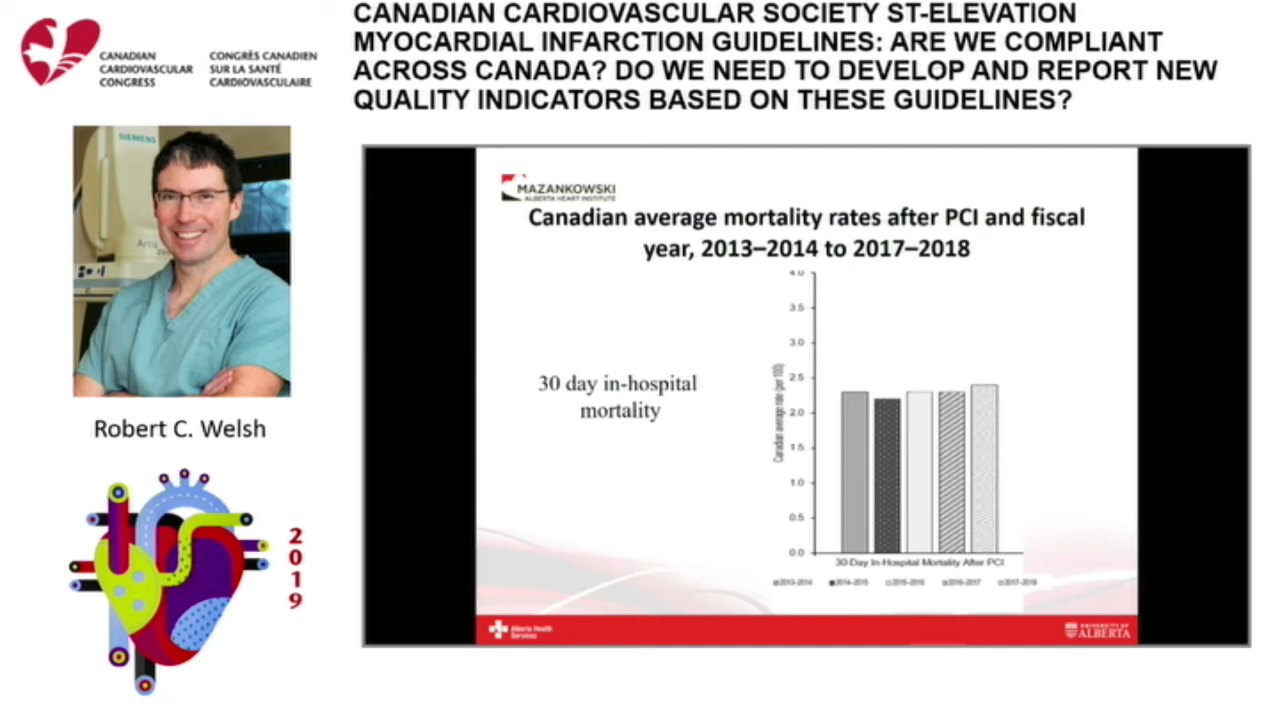 CANADIAN CARDIOVASCULAR SOCIETY ST-ELEVATION
MYOCARDIAL INFARCTION GUIDELINES: ARE WE COMPLIANT
ACROSS CANADA? DO WE NEED TO DEVELOP AND REPORT NEW
QUALITY INDICATORS BASED ON THESE GUIDELINES?
CANADIAN
CARDIOVASCULAR
CONGRESS
CONGRÈS CANADIEN
SUR LA SANTÉ
CARDIOVASCULAIRE
SIEMENS
Artis
Robert C. Welsh
2019
MAZANKOWSKI
ALBERTA HEART INSTITUTE
Canadian average mortality rates after PCI and fiscal
year, 2013–2014 to 2017–2018
30 day in-hospital
mortality
Canadian average rate (per 100)
4.0
3.5
3.0
2.5
2.0
1.5
1.0
0.5
0.0
30-Day In-Hospital Mortality After PCI
2013-2014 2014-2015 2015-2016 2016-2017 2017-2018
Alberta Health
Services
UNIVERSITY OF
ALBERTA